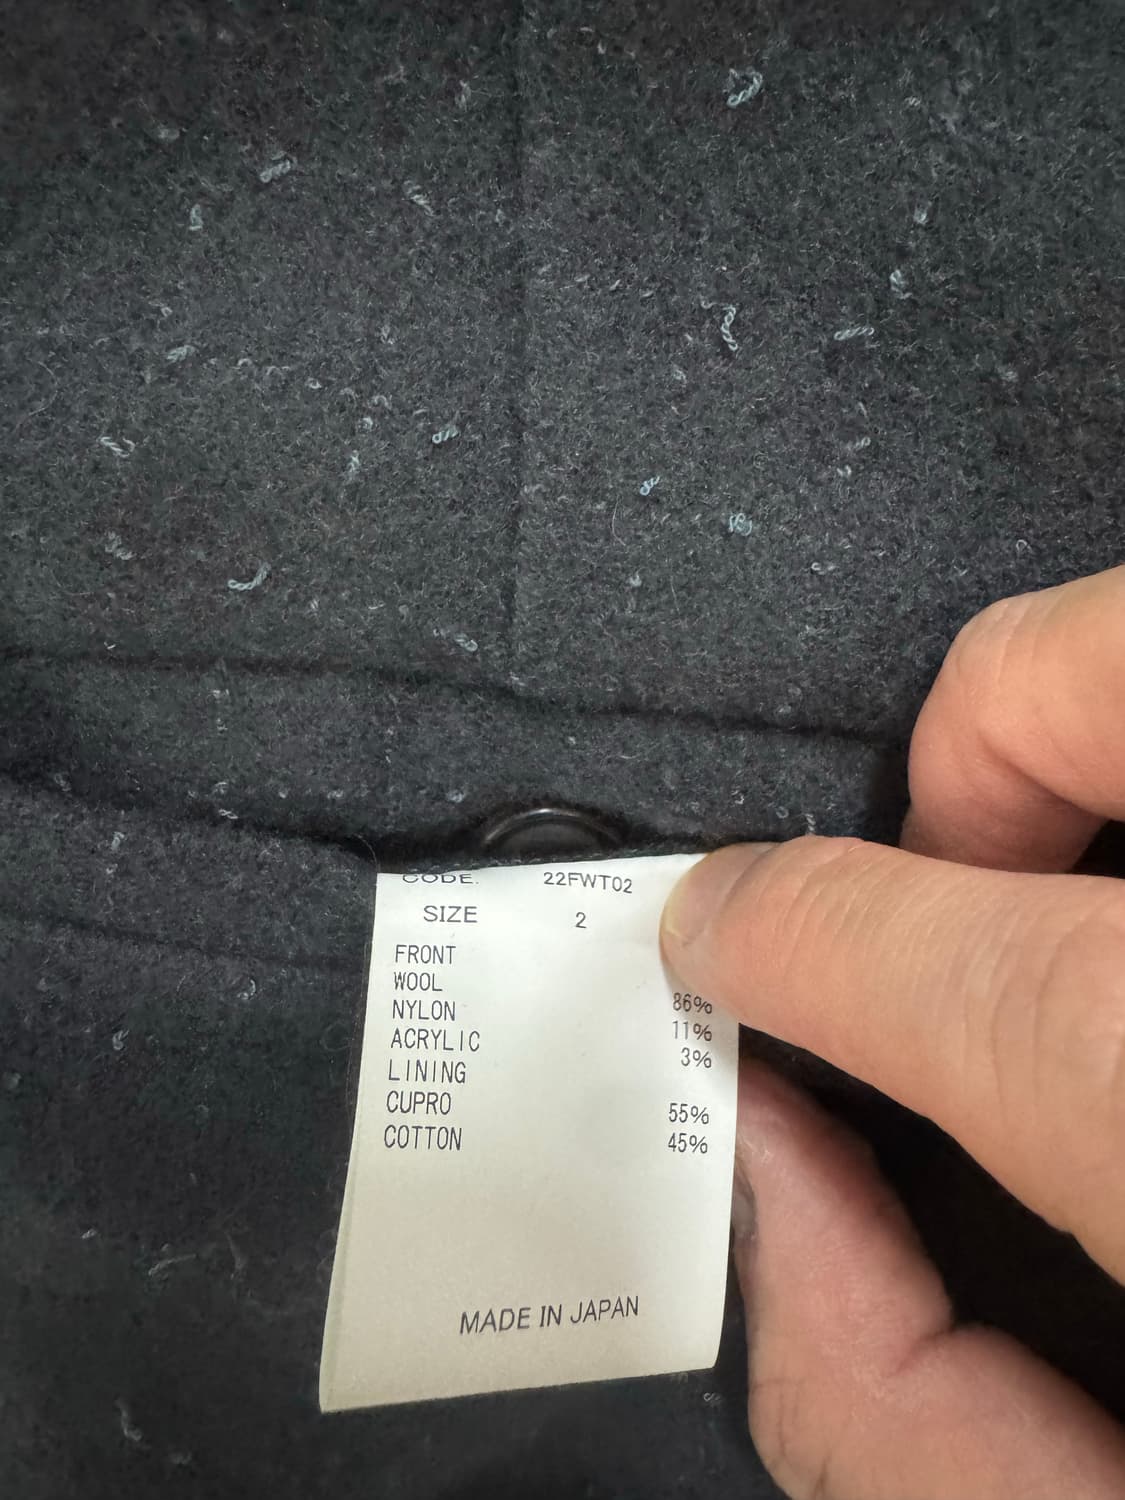 CODE. 22FWT02
SIZE 2
FRONT
WOOL 86%
NYLON 11%
ACRYLIC 3%
LINING
CUPRO 55%
COTTON 45%
MADE IN JAPAN